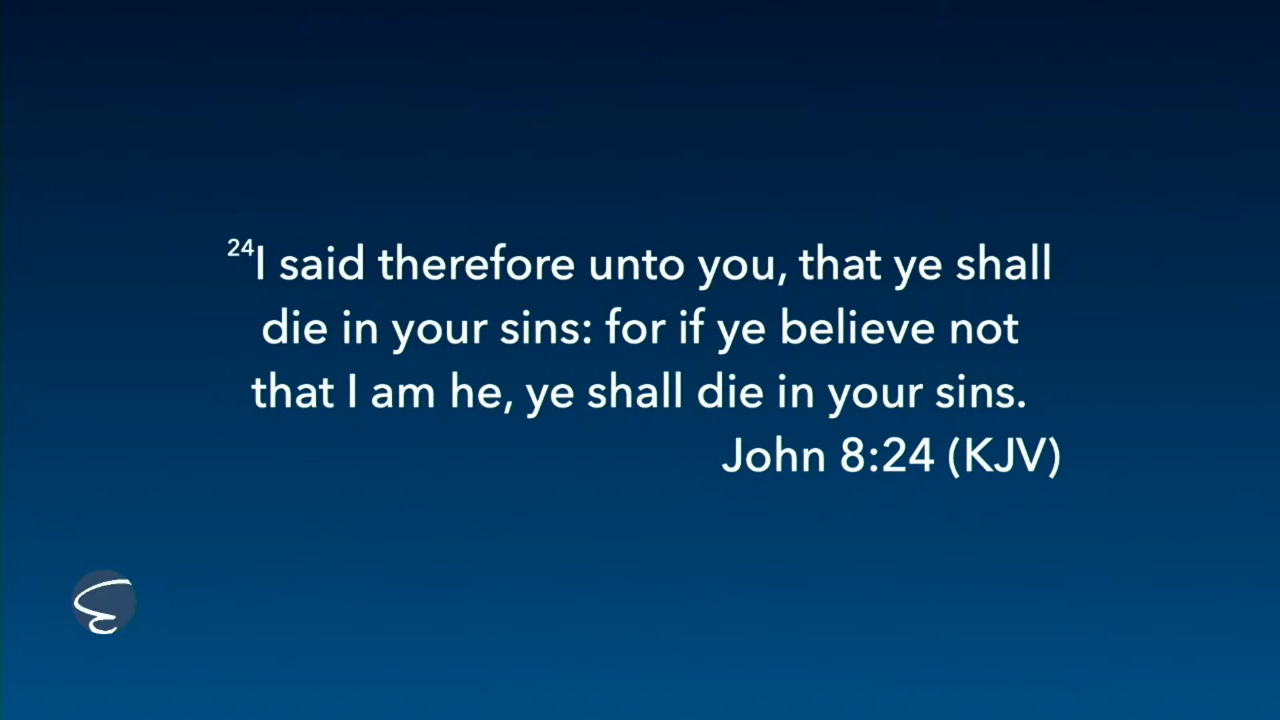 24I said therefore unto you, that ye shall
die in your sins: for if ye believe not
that I am he, ye shall die in your sins.
John 8:24 (KJV)